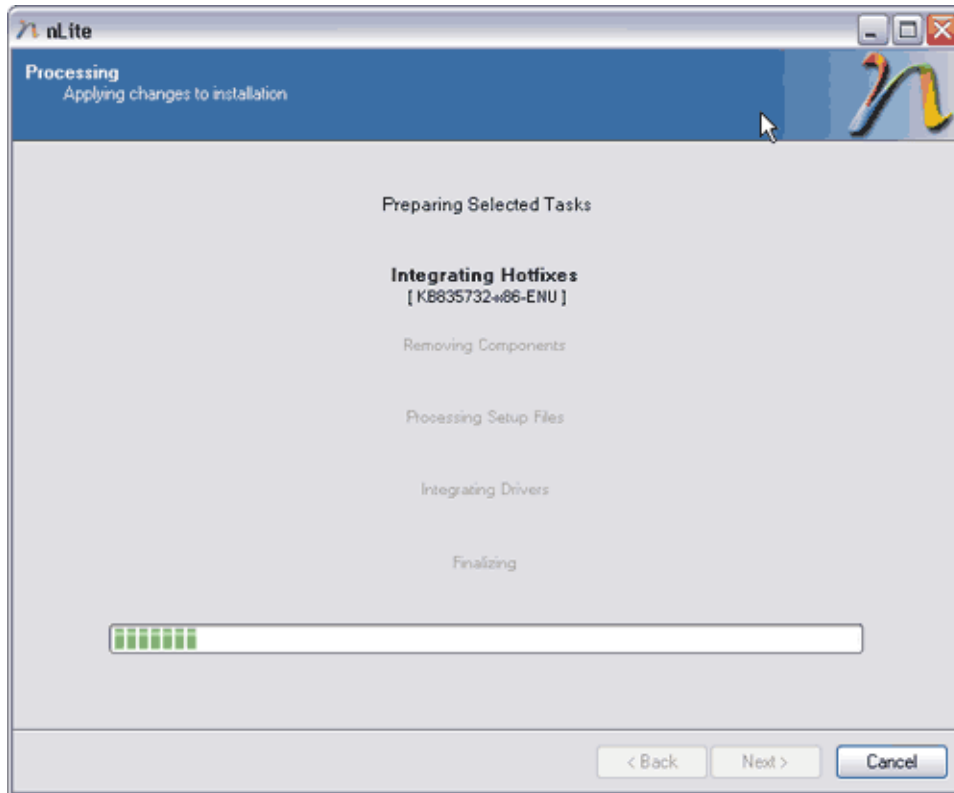 nLite
Processing
Applying changes to installation
Preparing Selected Tasks
Integrating Hotfixes
[ KB835732-x86-ENU ]
Removing Components
Processing Setup Files
Integrating Drivers
Finalizing
< Back Next > Cancel